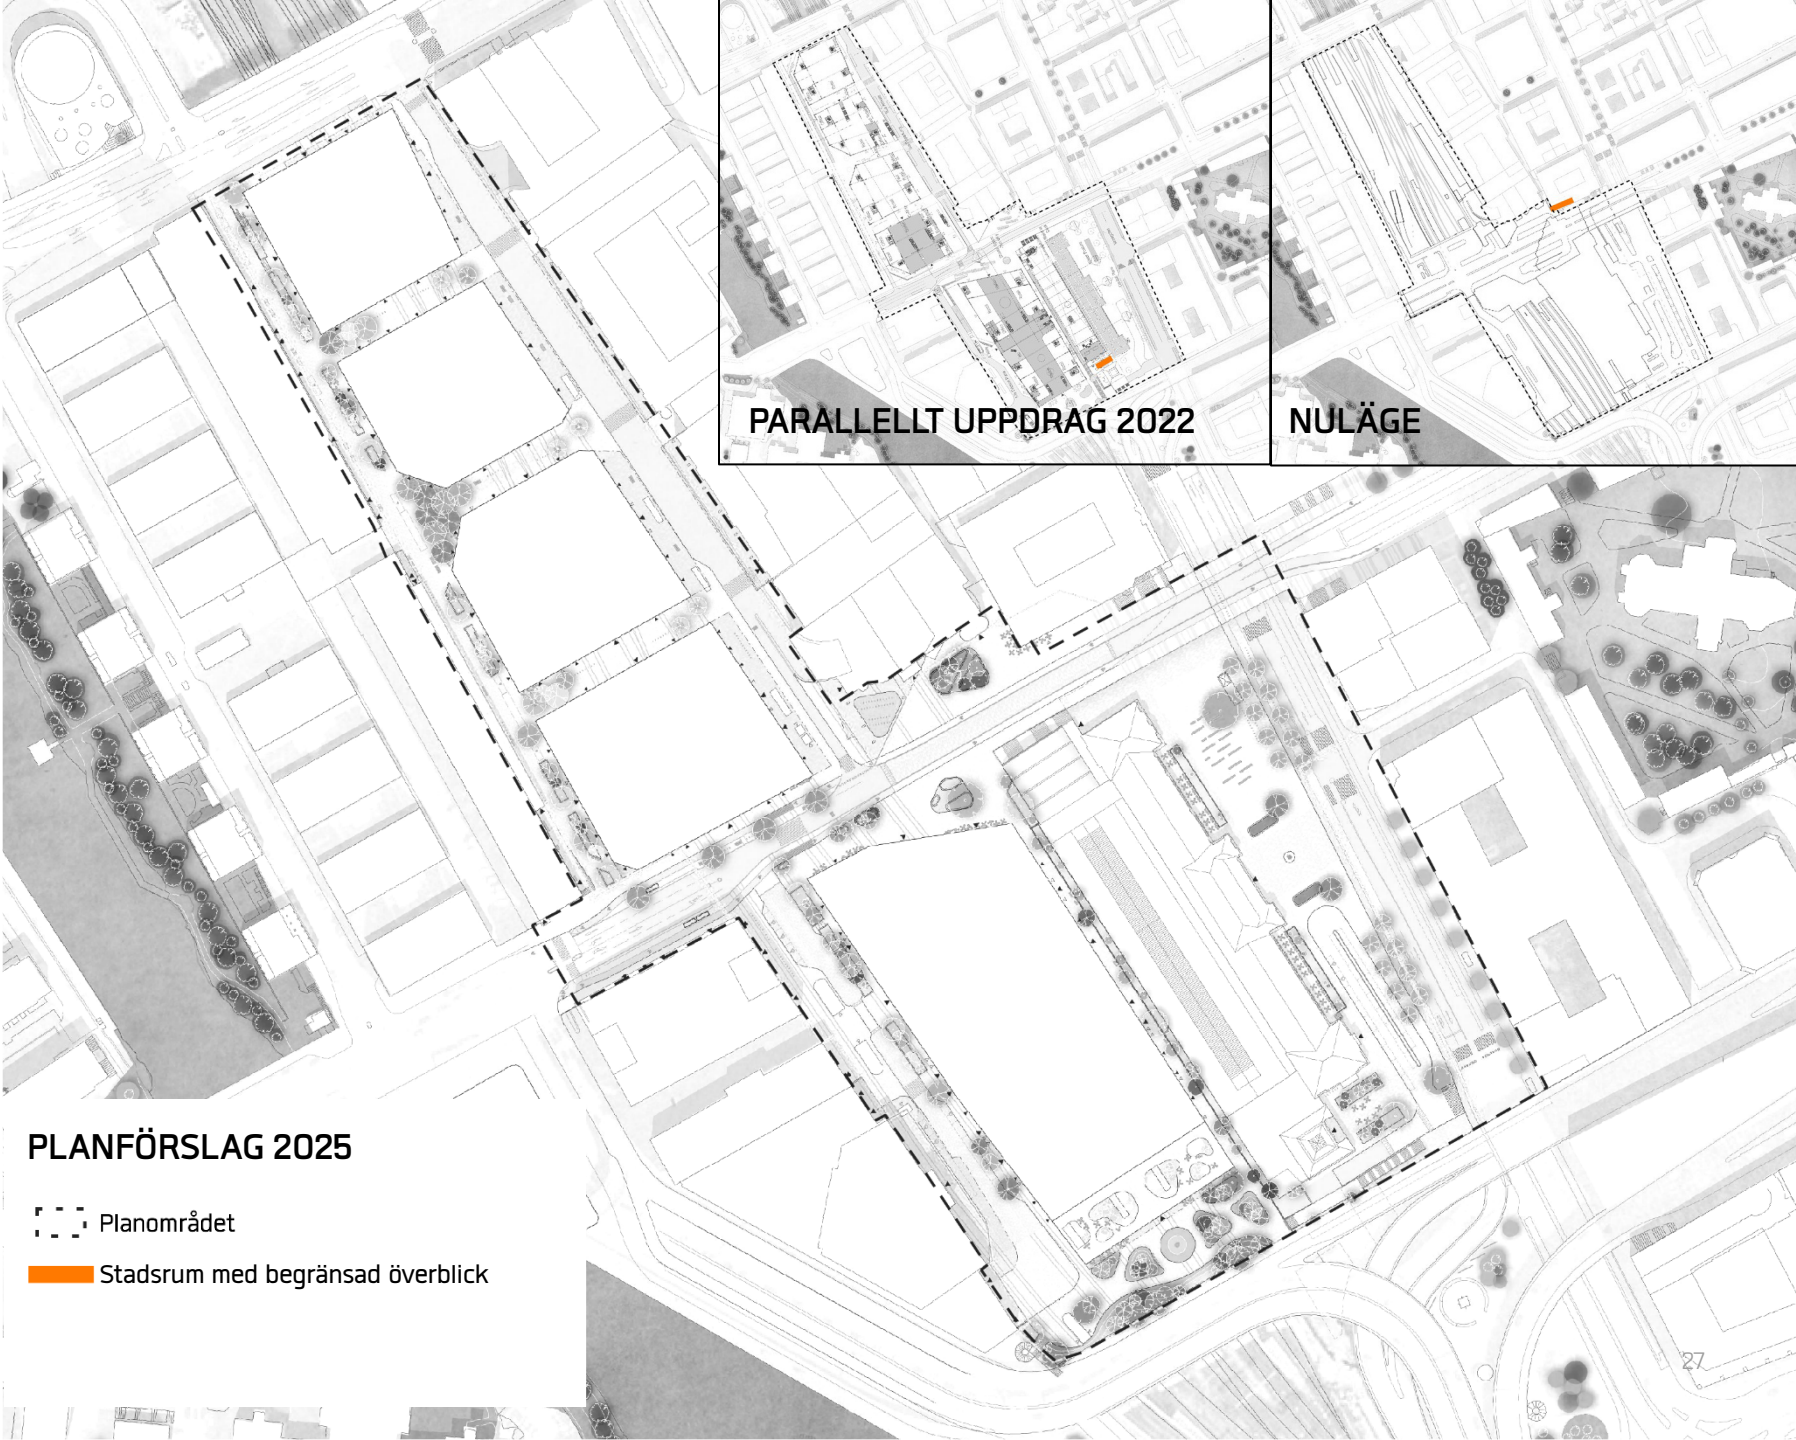 PARALLELLT UPPDRAG 2022
NULÄGE
PLANFÖRSLAG 2025
Planområdet
Stadsrum med begränsad överblick
27